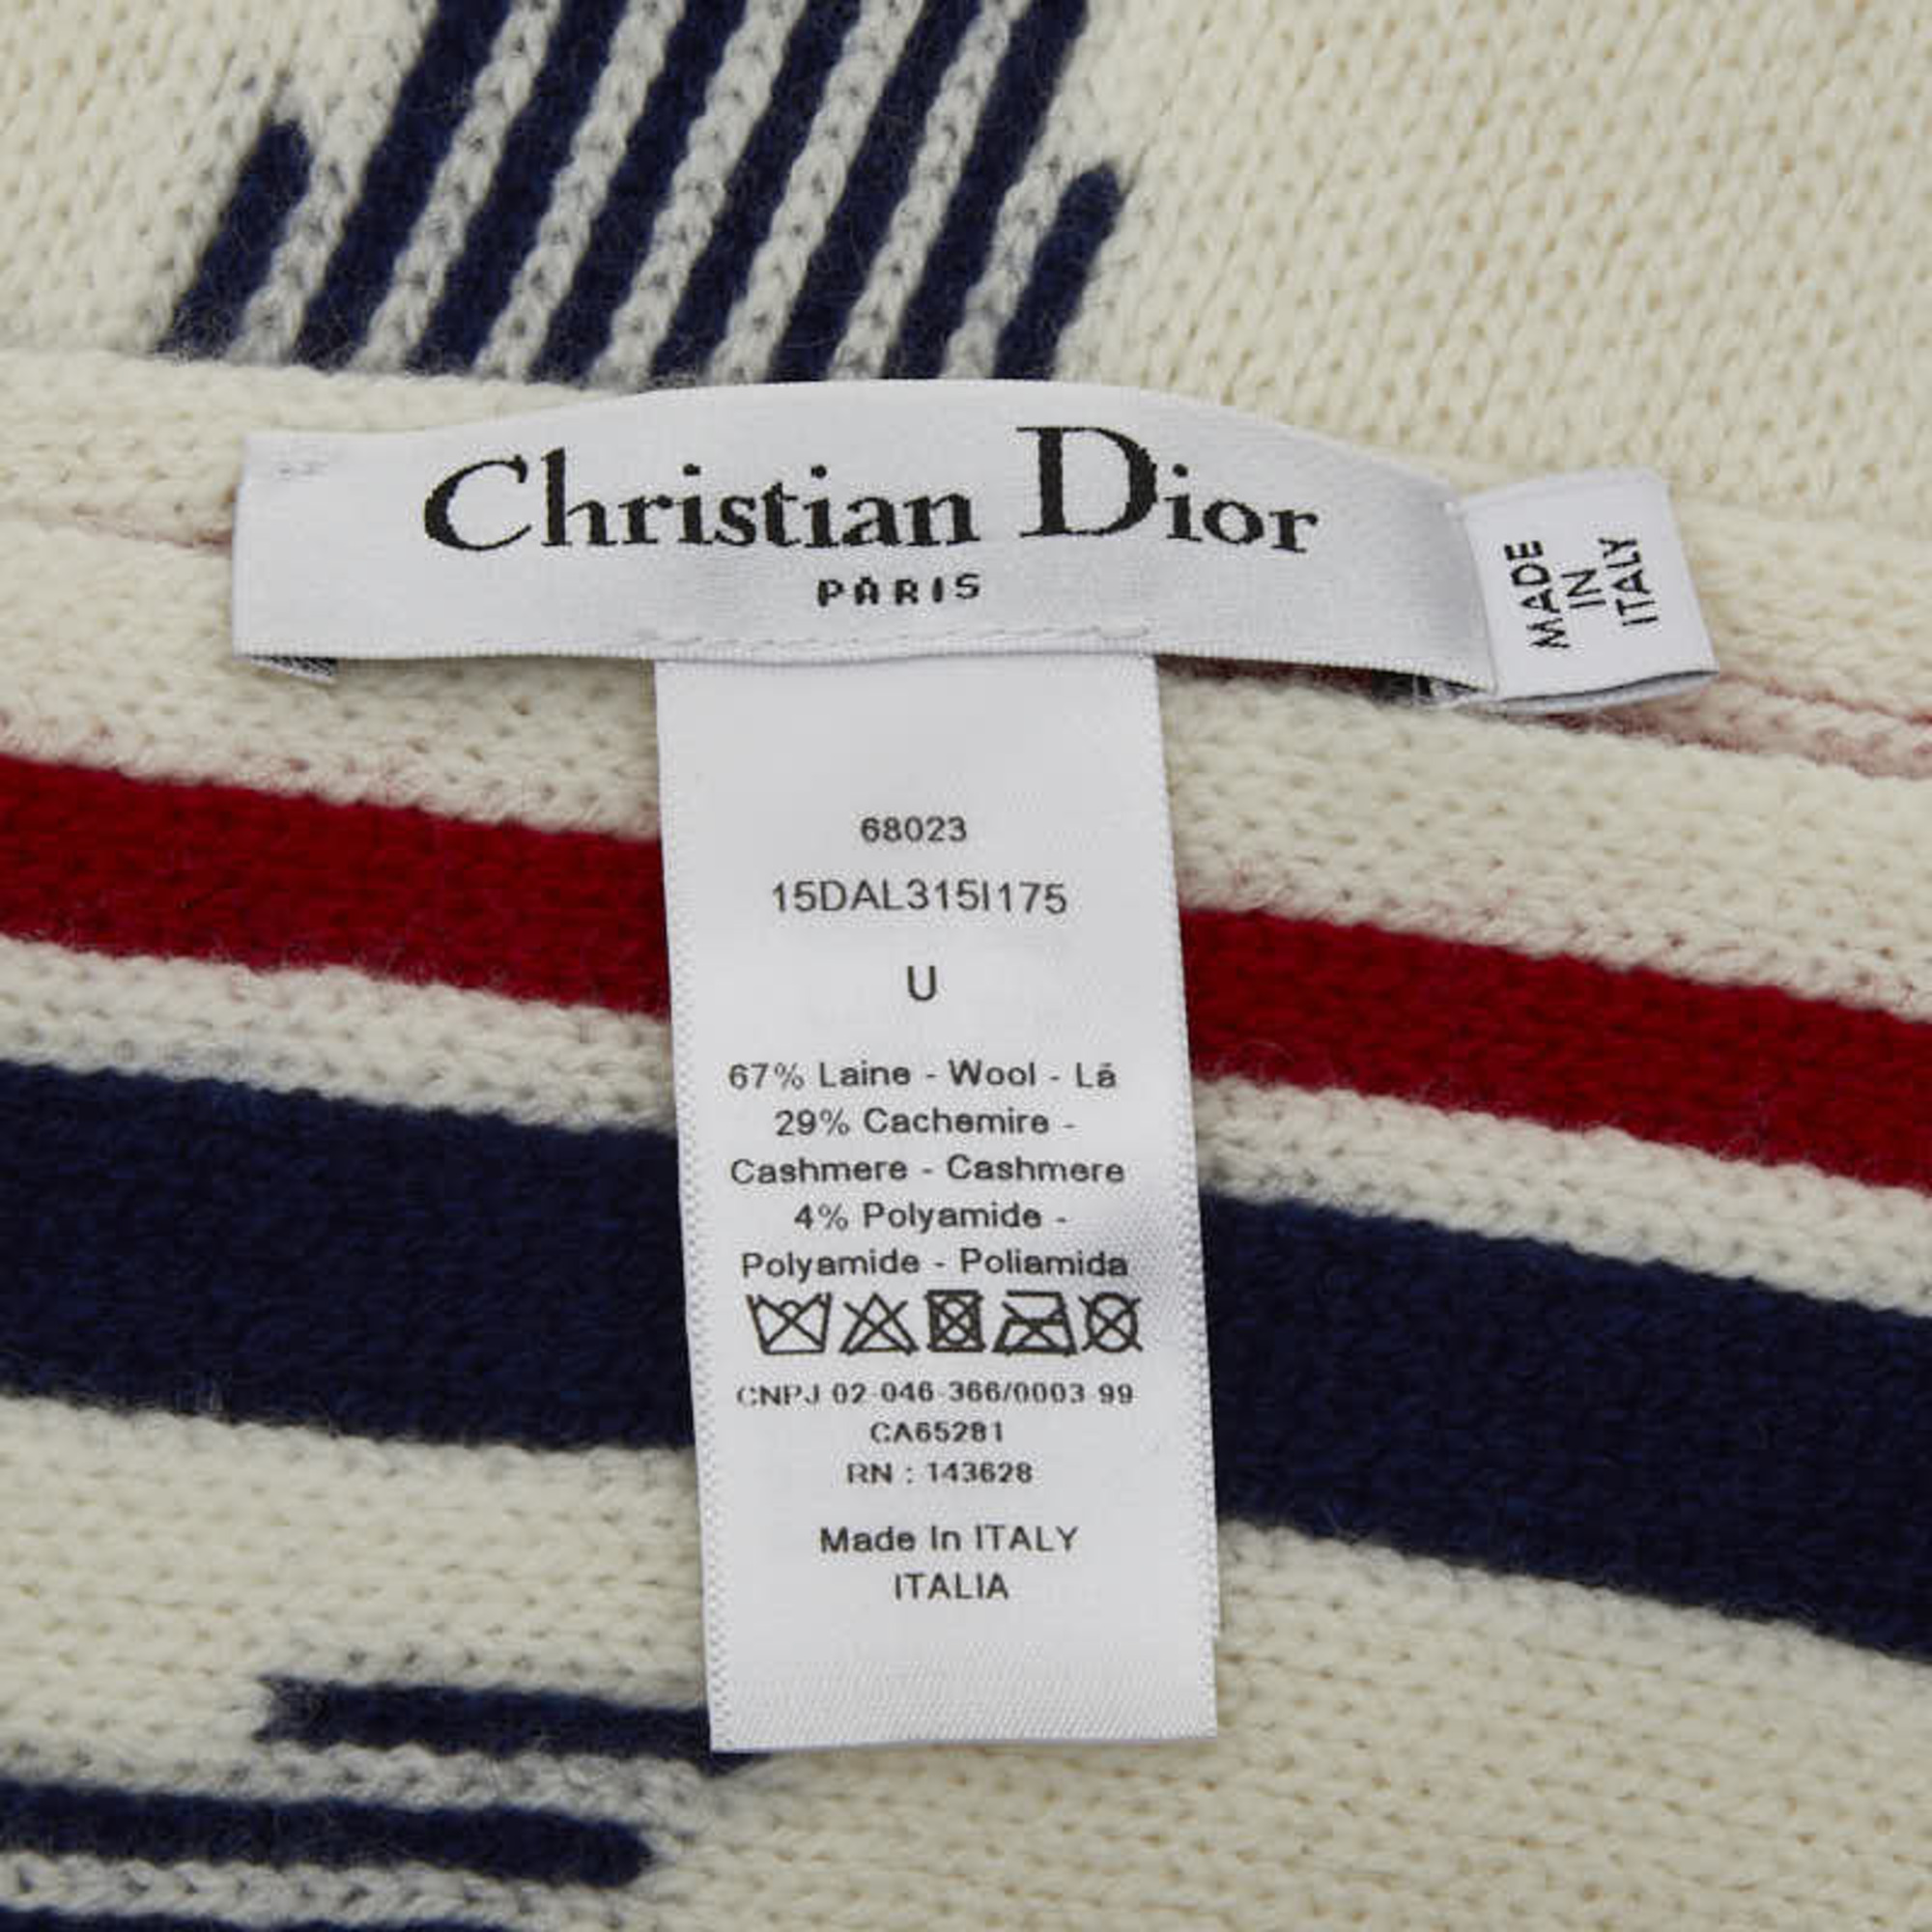 Christian Dior
PARIS
MADE
IN
ITALY
68023
15DAL315I175
U
67% Laine - Wool - Lã
29% Cachemire -
Cashmere - Cashmere
4% Polyamide -
Polyamide - Poliamida
CNPJ 02-046-366/0003-99
CA65281
RN : 143628
Made In ITALY
ITALIA